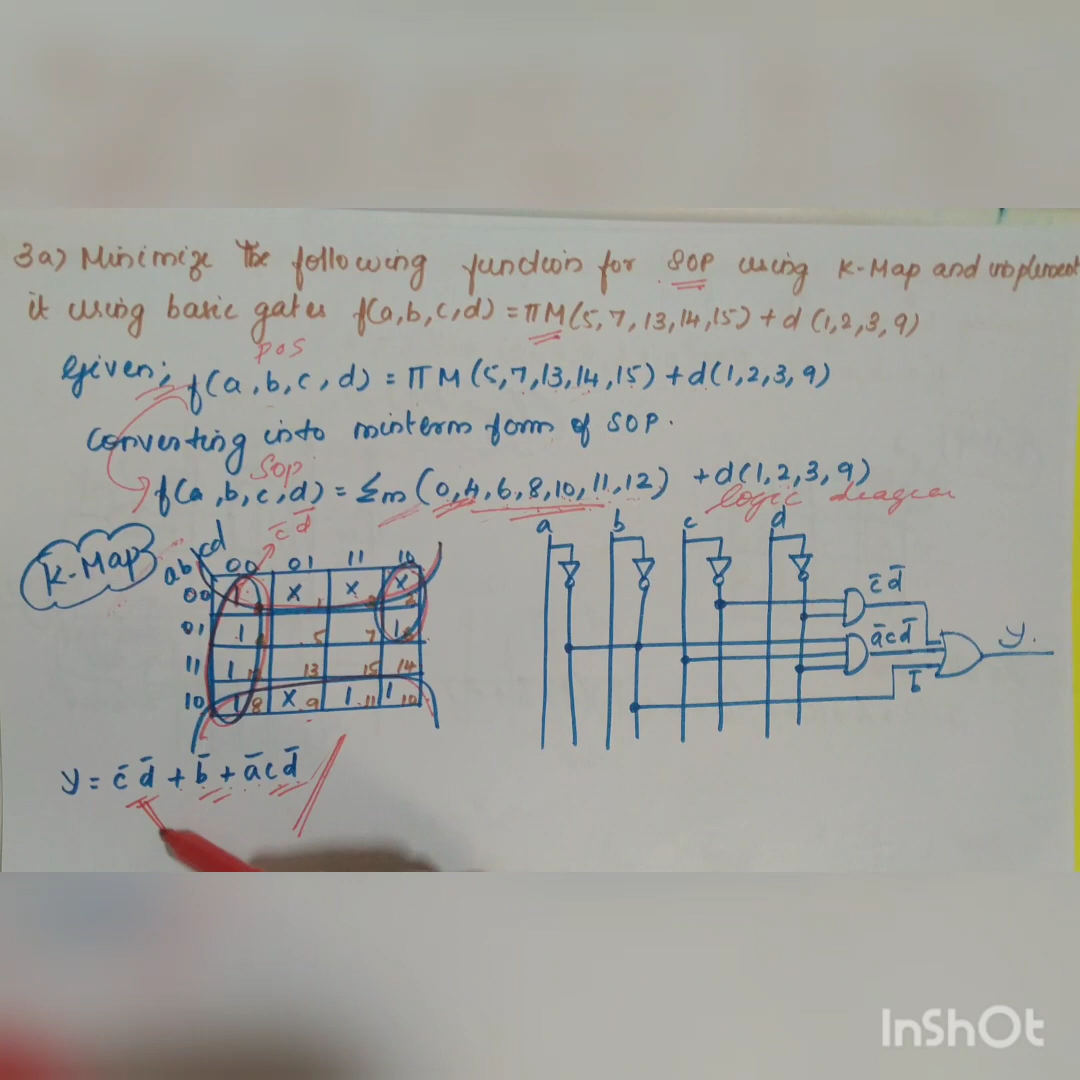 3a) Minimize the following function for SOP using K-Map and implement
it using basic gates f(a,b,c,d) = πM(5,7,13,14,15) + d(1,2,3,9)
POS
Given; f(a,b,c,d) = πM(5,7,13,14,15) + d(1,2,3,9)
Converting into minterm form of SOP.
SOP
f(a,b,c,d) = Σm(0,4,6,8,10,11,12) + d(1,2,3,9)
logic diagram
K-Map
c̄ d̄
ab cd
00 01 11 10
00 1 X 1 X X
01 1 5 7 1
11 1 13 15 14
10 1 8 X 9 1 11 1 10
y = c̄ d̄ + b̄ + ā c d̄
a b c d
c̄ d̄
ā c d̄
b̄
y.
InShOt